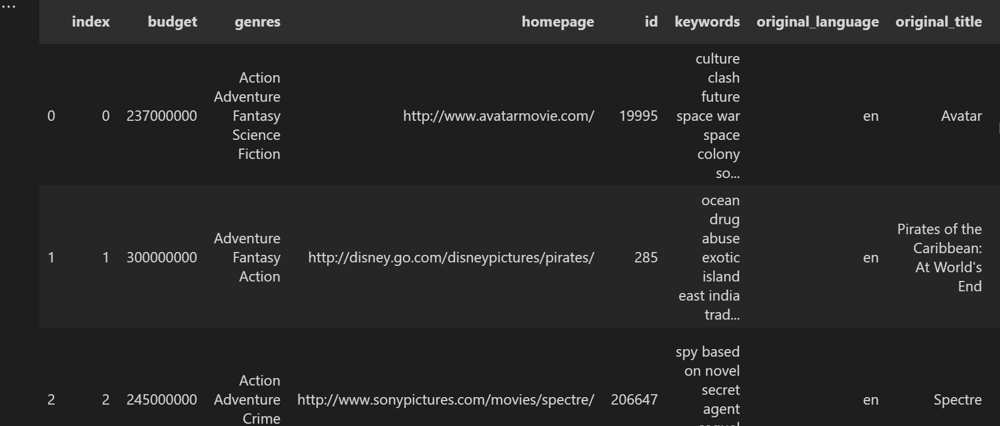 ...
index budget genres homepage id keywords original_language original_title
0 0 237000000 Action Adventure Fantasy Science Fiction http://www.avatarmovie.com/ 19995 culture clash future space war space colony so... en Avatar
1 1 300000000 Adventure Fantasy Action http://disney.go.com/disneypictures/pirates/ 285 ocean drug abuse exotic island east india trad... en Pirates of the Caribbean: At World's End
2 2 245000000 Action Adventure Crime http://www.sonypictures.com/movies/spectre/ 206647 spy based on novel secret agent en Spectre